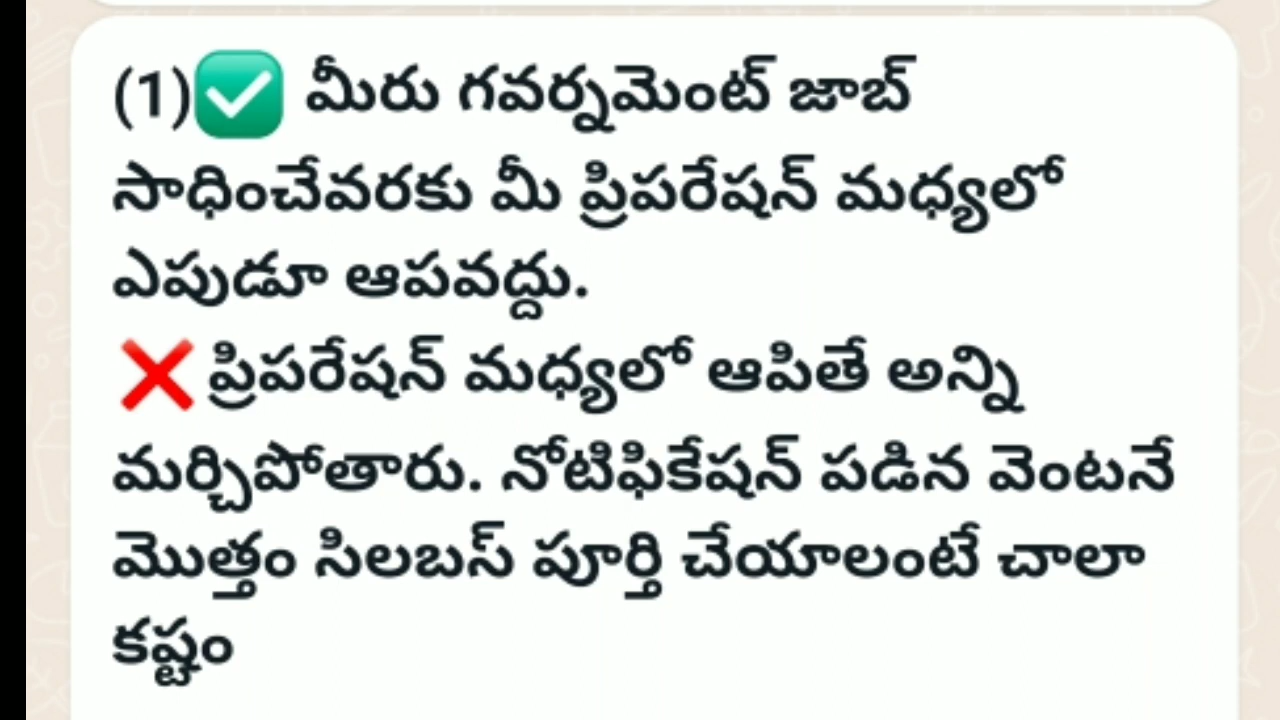 (1)✅ మీరు గవర్నమెంట్ జాబ్
సాధించేవరకు మీ ప్రిపరేషన్ మధ్యలో
ఎపుడూ ఆపవద్దు.
❌ప్రిపరేషన్ మధ్యలో ఆపితే అన్ని
మర్చిపోతారు. నోటిఫికేషన్ పడిన వెంటనే
మొత్తం సిలబస్ పూర్తి చేయాలంటే చాలా
కష్టం